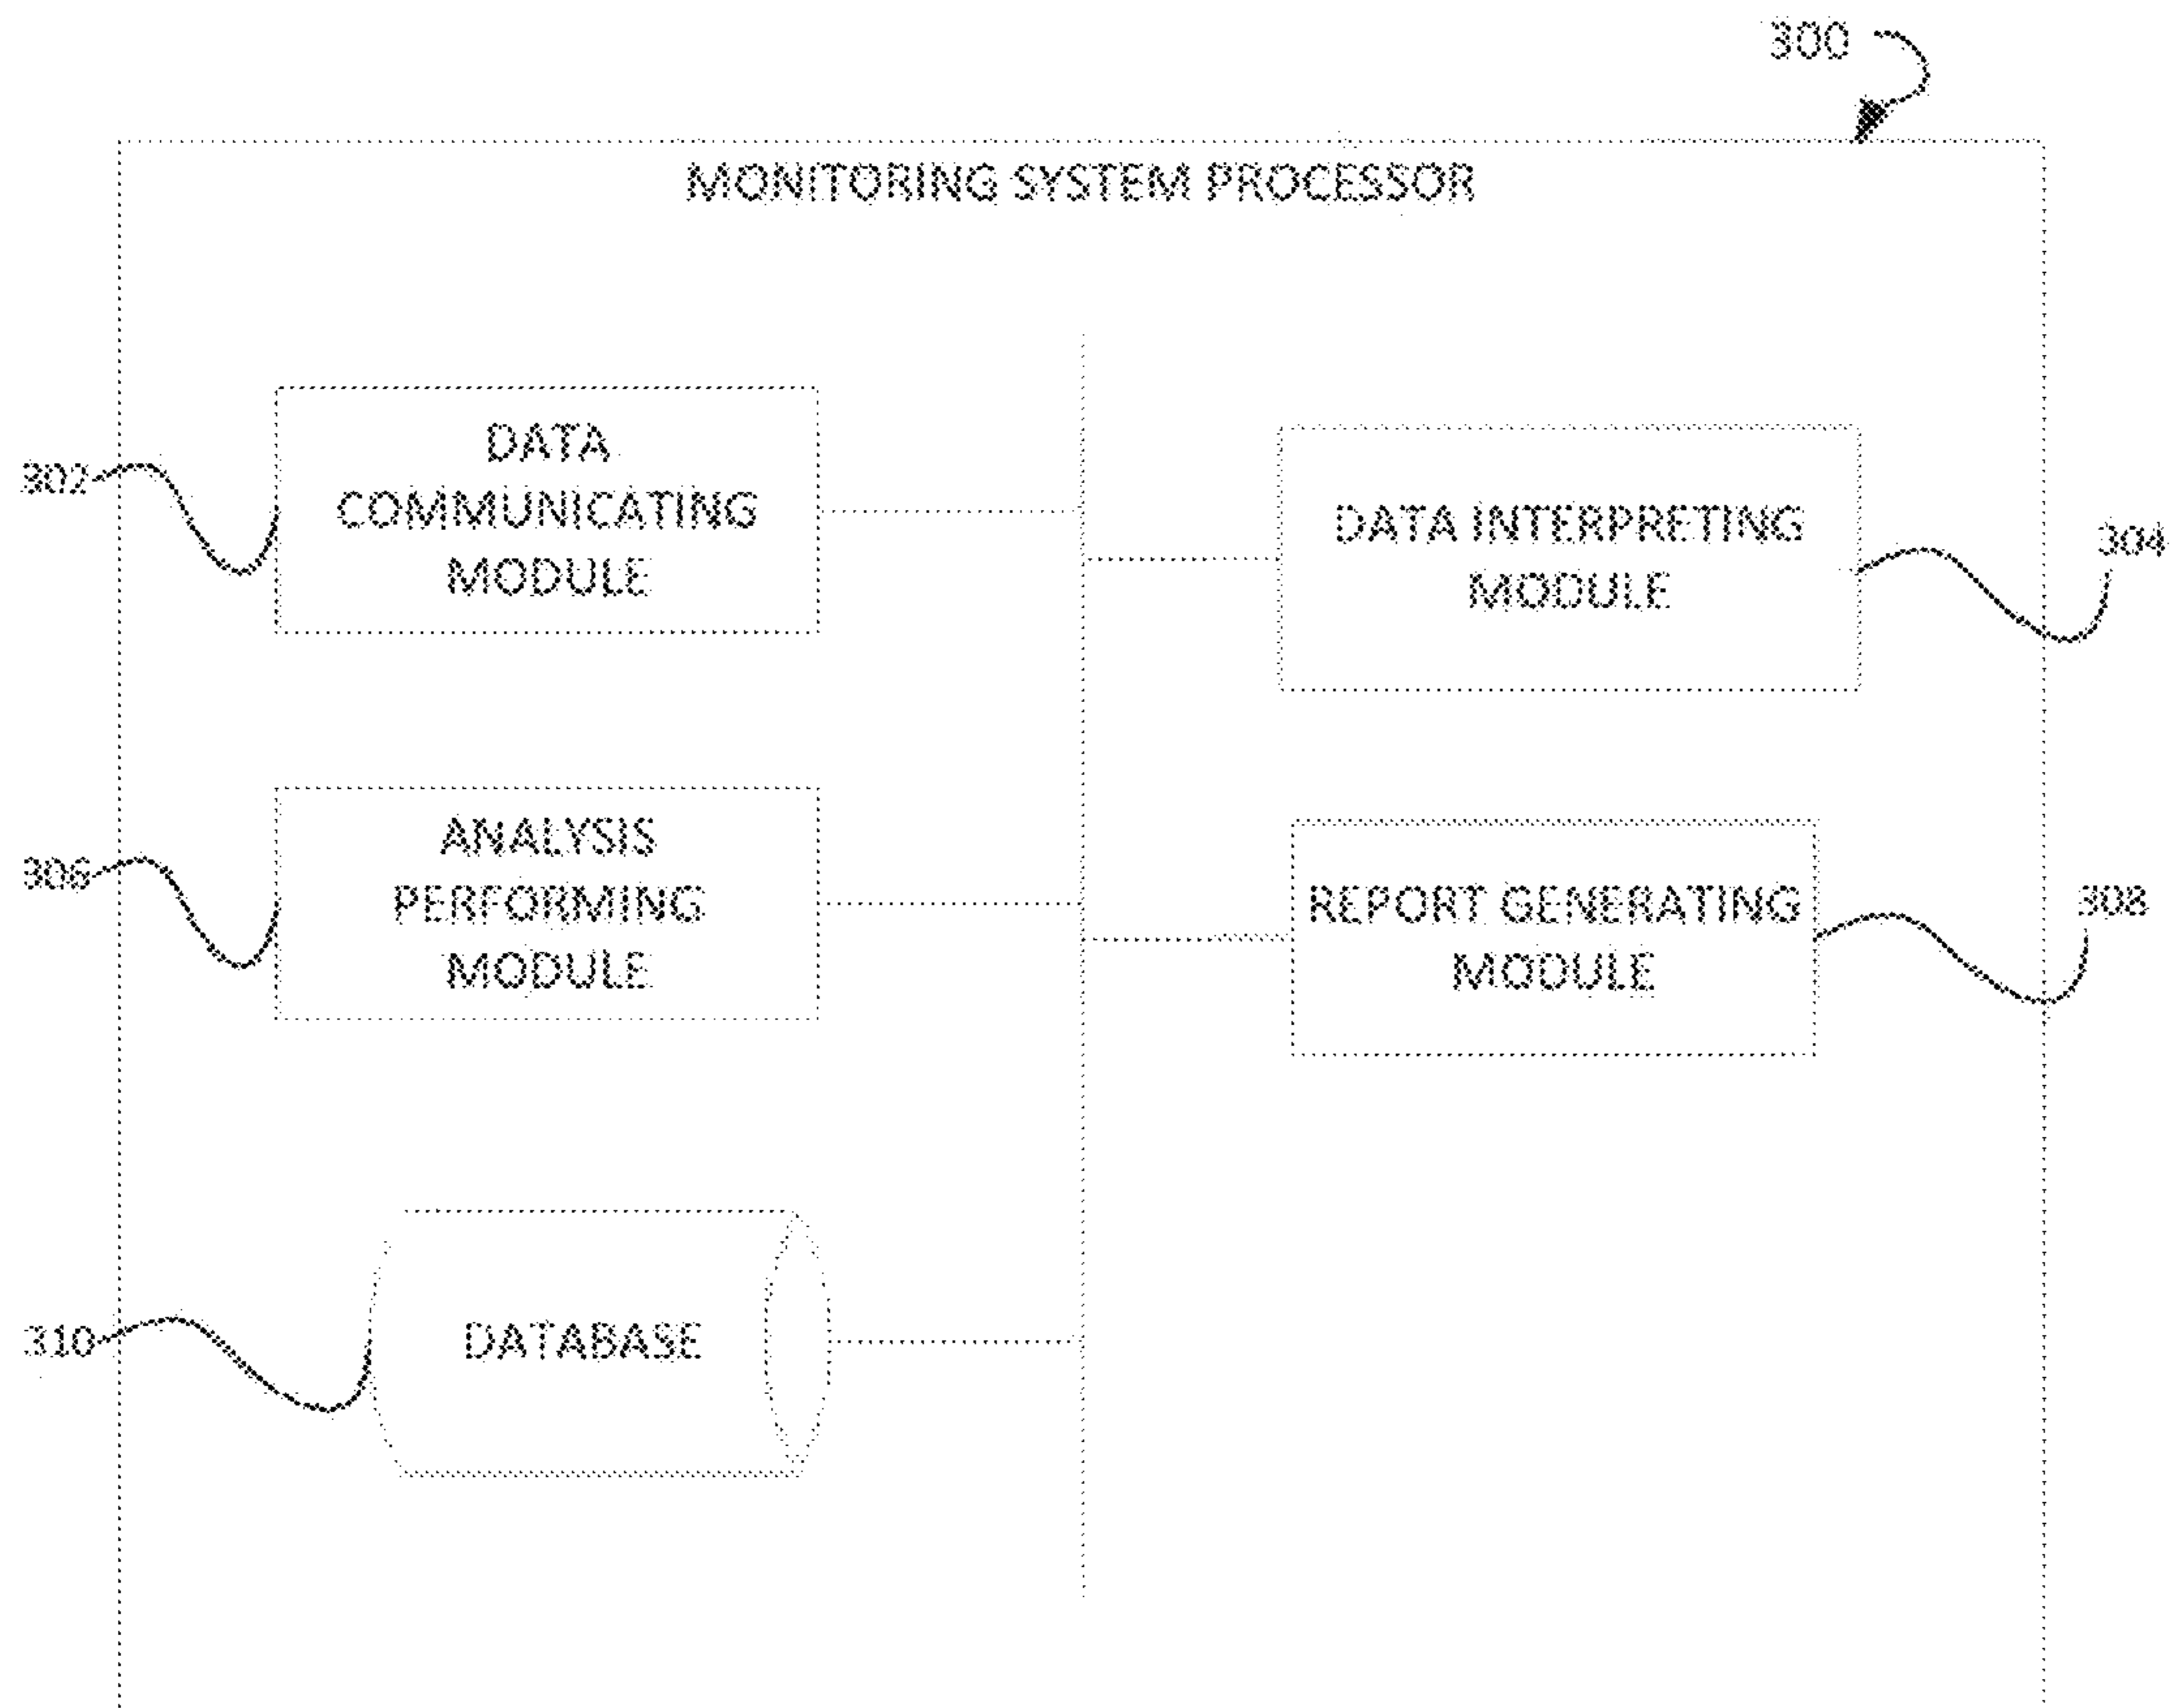 300
MONITORING SYSTEM PROCESSOR
302
DATA
COMMUNICATING
MODULE
DATA INTERPRETING
MODULE
304
306
ANALYSIS
PERFORMING
MODULE
REPORT GENERATING
MODULE
308
310
DATABASE